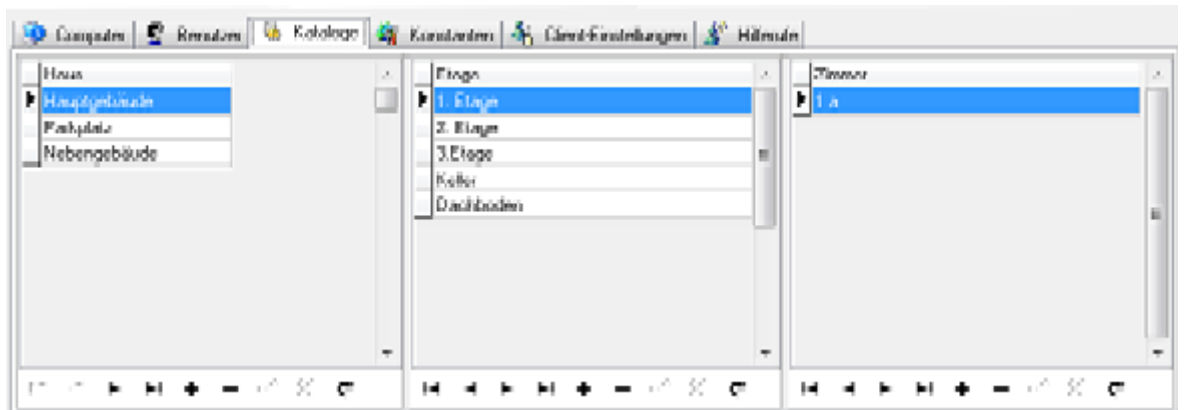 Computer Benutzer Kataloge Konstanten Client-Einstellungen Hilferufe
Haus
Hauptgebäude
Parkplatz
Nebengebäude
Etage
1. Etage
2. Etage
3.Etage
Keller
Dachboden
Zimmer
1 a